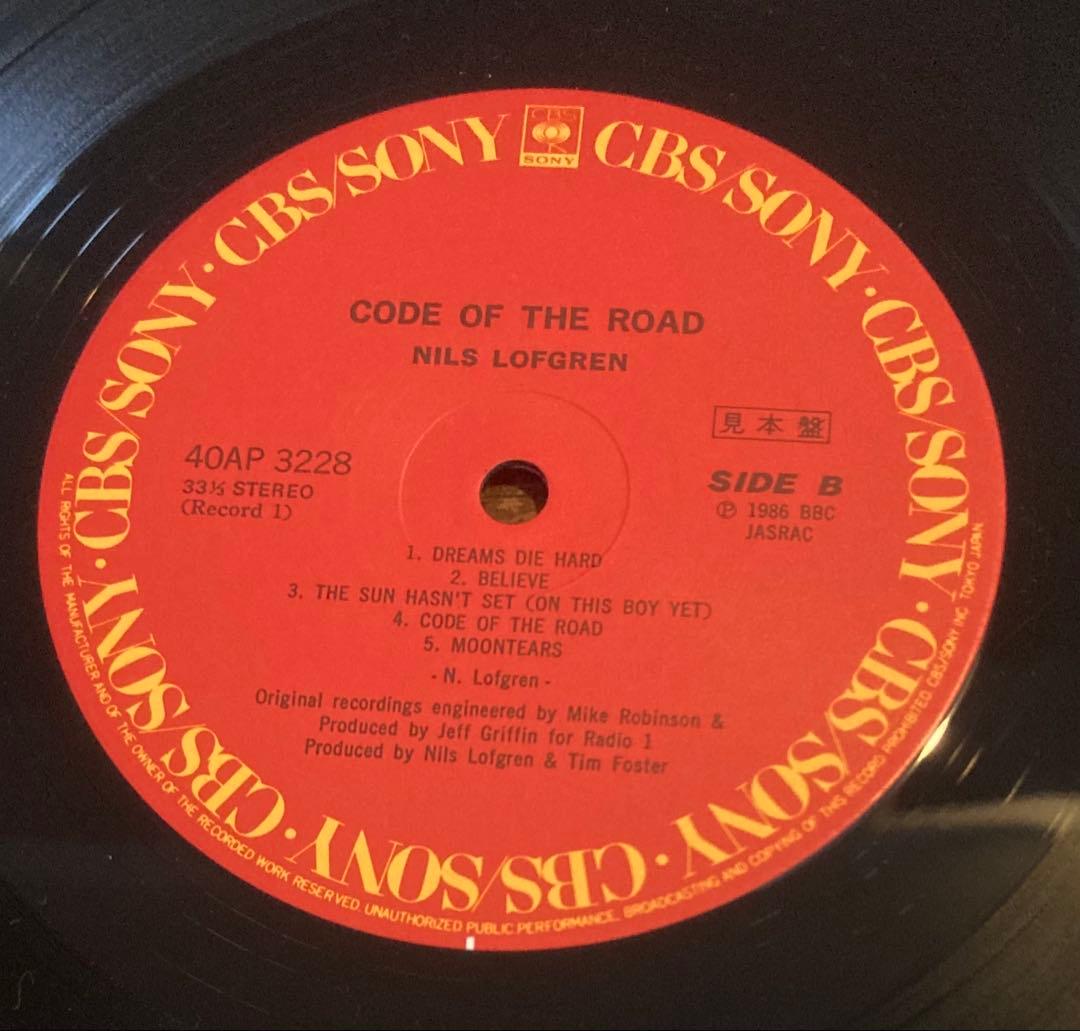 CBS/SONY · CBS/SONY · CBS/SONY · CBS/SONY · CBS/SONY · CBS/SONY · CBS/SONY · CBS/SONY
CBS
SONY
CODE OF THE ROAD
NILS LOFGREN
見本盤
40AP 3228
SIDE B
33⅓ STEREO
Ⓟ 1986 BBC
(Record 1)
JASRAC
1. DREAMS DIE HARD
2. BELIEVE
3. THE SUN HASN'T SET (ON THIS BOY YET)
4. CODE OF THE ROAD
5. MOONTEARS
- N. Lofgren -
Original recordings engineered by Mike Robinson &
Produced by Jeff Griffin for Radio 1
Produced by Nils Lofgren & Tim Foster
ALL RIGHTS OF THE MANUFACTURER AND OF THE OWNER OF THE RECORDED WORK RESERVED. UNAUTHORIZED PUBLIC PERFORMANCE, BROADCASTING AND COPYING OF THIS RECORD PROHIBITED. CBS/SONY INC. TOKYO JAPAN